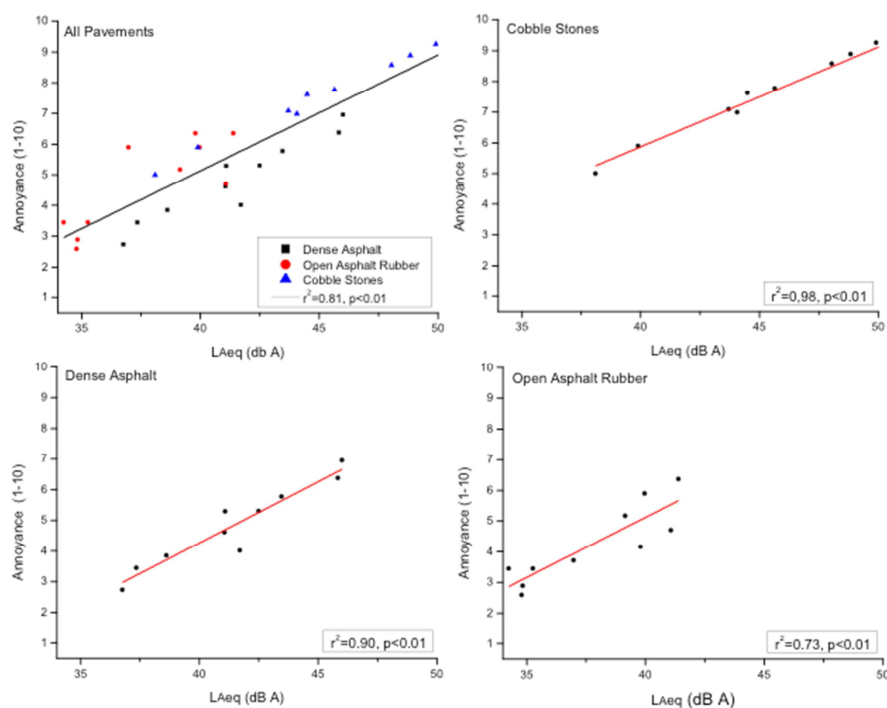 All Pavements
10
9
8
7
6
5
4
3
2
1
Annoyance (1-10)
35
40
45
50
LAeq (db A)
Dense Asphalt
Open Asphalt Rubber
Cobble Stones
r²=0.81, p<0.01
Cobble Stones
10
9
8
7
6
5
4
3
2
1
Annoyance (1-10)
35
40
45
50
LAeq (dB A)
r²=0,98, p<0.01
Dense Asphalt
10
9
8
7
6
5
4
3
2
1
Annoyance (1-10)
35
40
45
50
LAeq (dB A)
r²=0.90, p<0.01
Open Asphalt Rubber
10
9
8
7
6
5
4
3
2
1
Annoyance (1-10)
35
40
45
50
LAeq (dB A)
r²=0.73, p<0.01